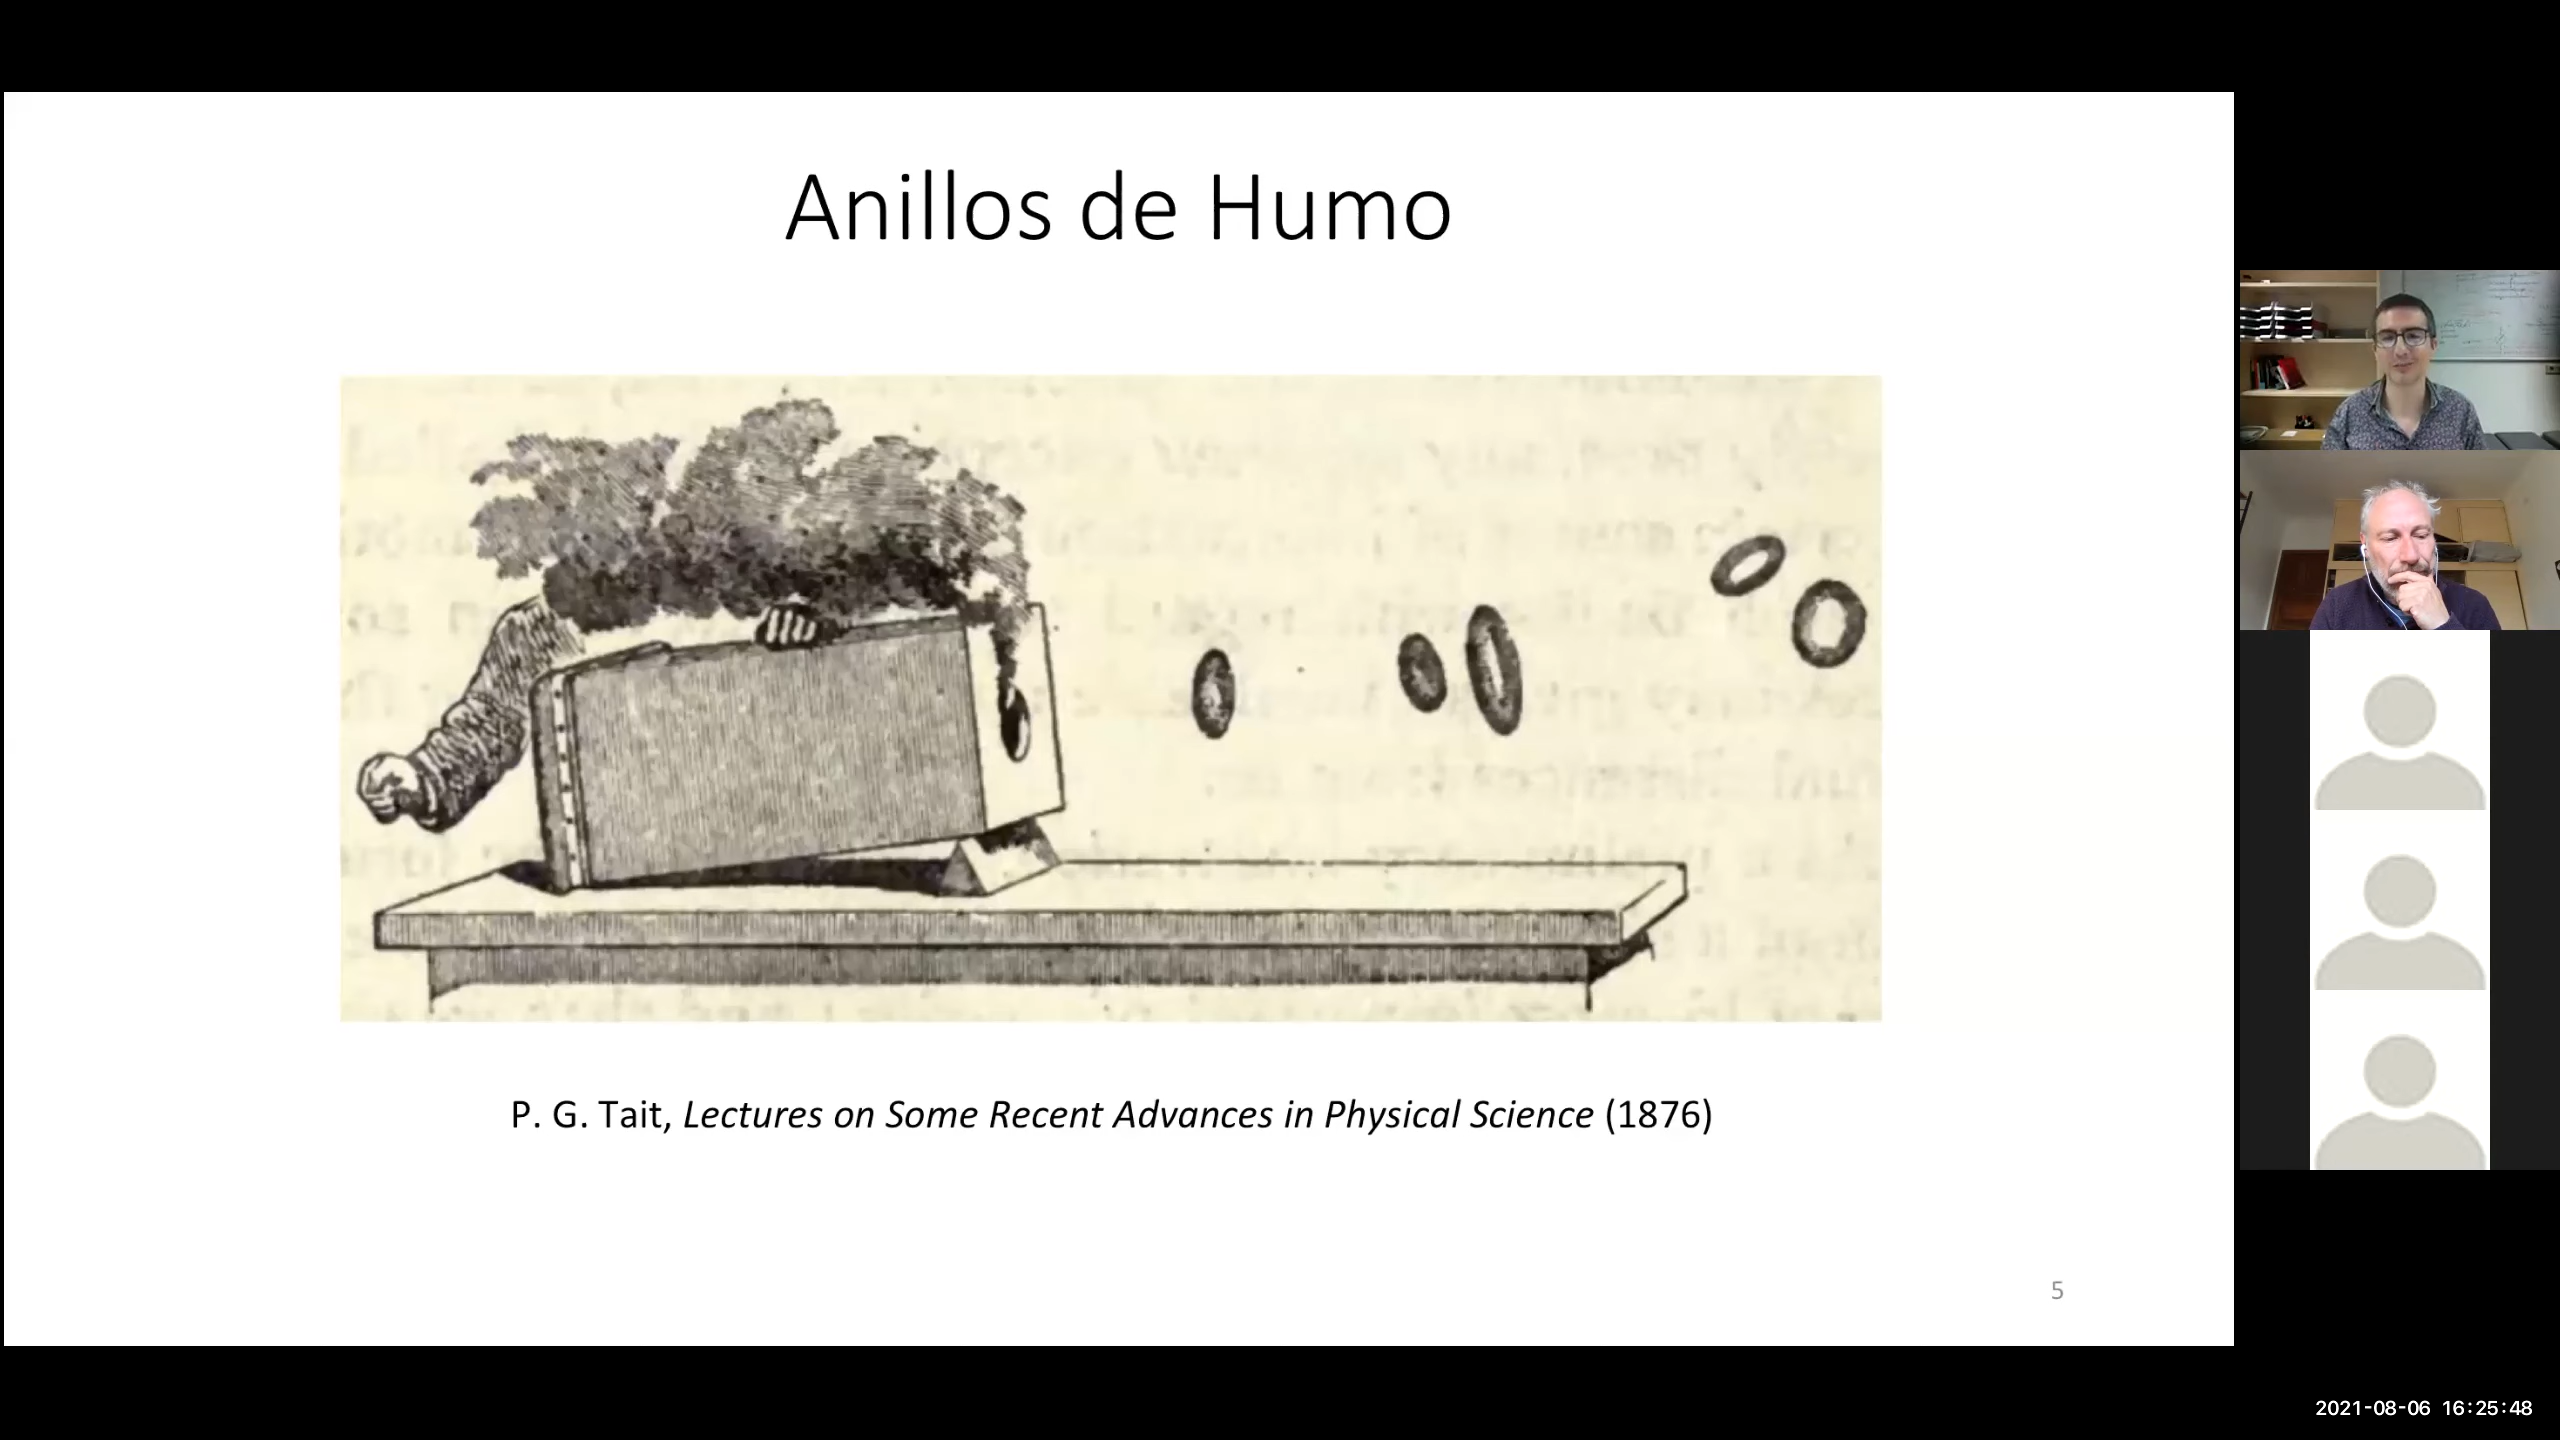 Anillos de Humo
P. G. Tait, Lectures on Some Recent Advances in Physical Science (1876)
5
2021-08-06 16:25:48